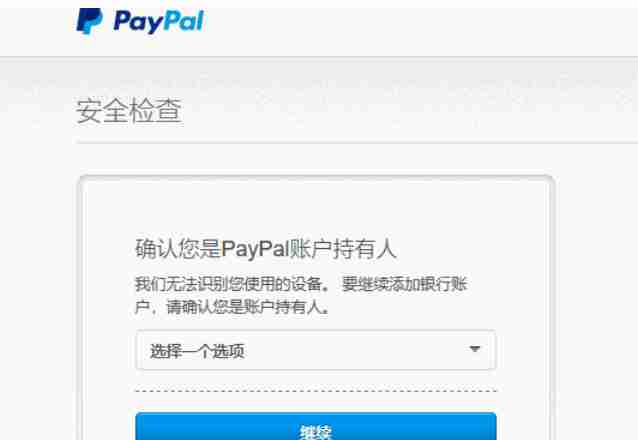 PayPal
安全检查
确认您是PayPal账户持有人
我们无法识别您使用的设备。 要继续添加银行账
户，请确认您是账户持有人。
选择一个选项
继续